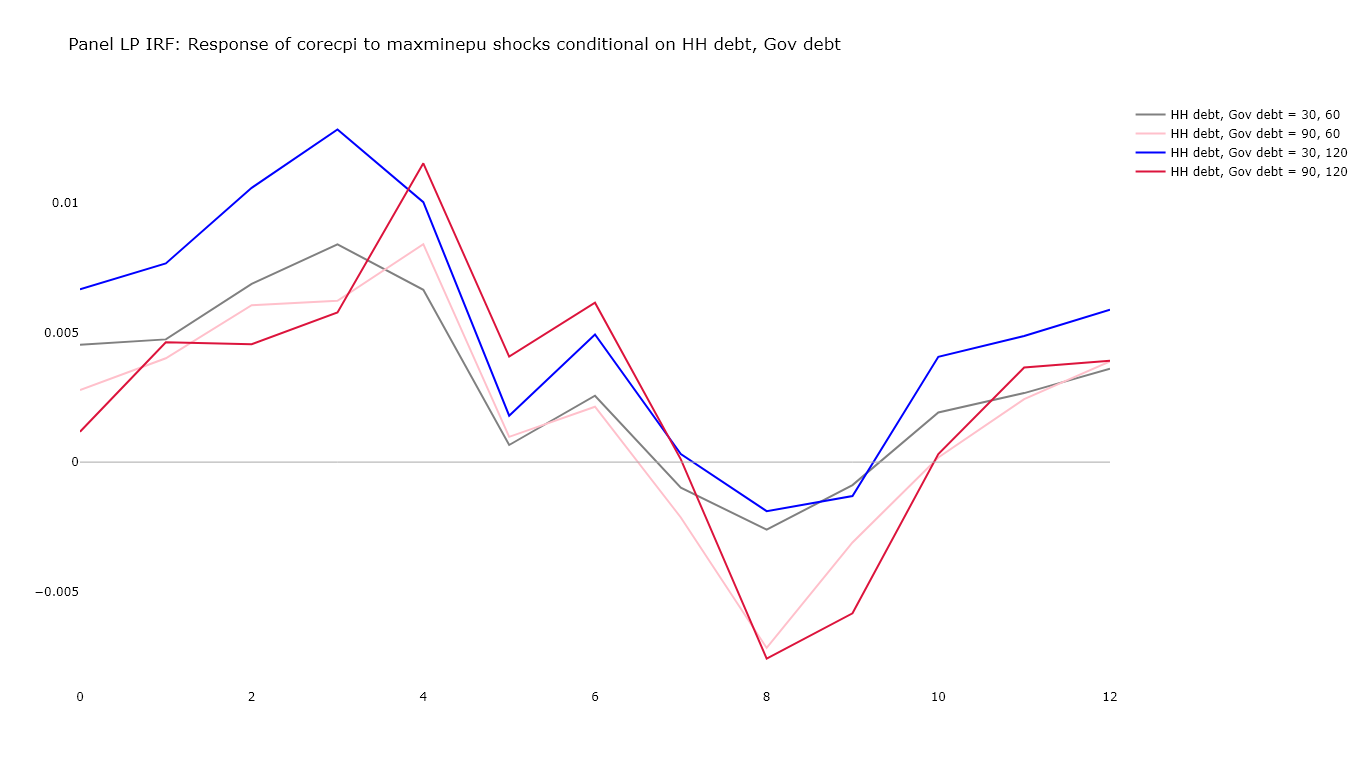 Panel LP IRF: Response of corecpi to maxminepu shocks conditional on HH debt, Gov debt
HH debt, Gov debt = 30, 60
HH debt, Gov debt = 90, 60
HH debt, Gov debt = 30, 120
HH debt, Gov debt = 90, 120
0.01
0.005
0
−0.005
0 2 4 6 8 10 12